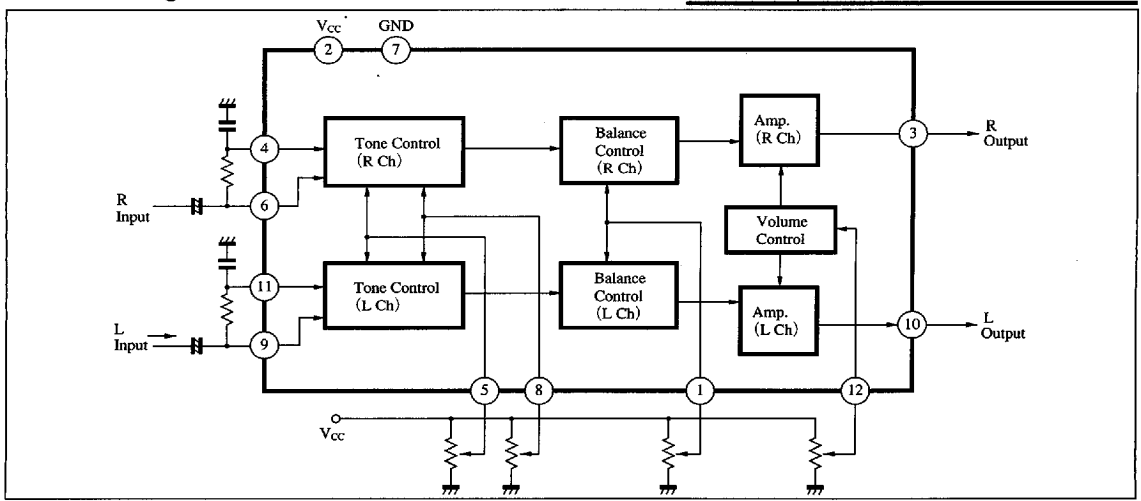 Vcc GND
2 7
4 Tone Control (R Ch)
Balance Control (R Ch)
Amp. (R Ch)
3 R Output
R Input 6
Volume Control
11 Tone Control (L Ch)
Balance Control (L Ch)
Amp. (L Ch)
10 L Output
L Input 9
5 8 1 12
Vcc